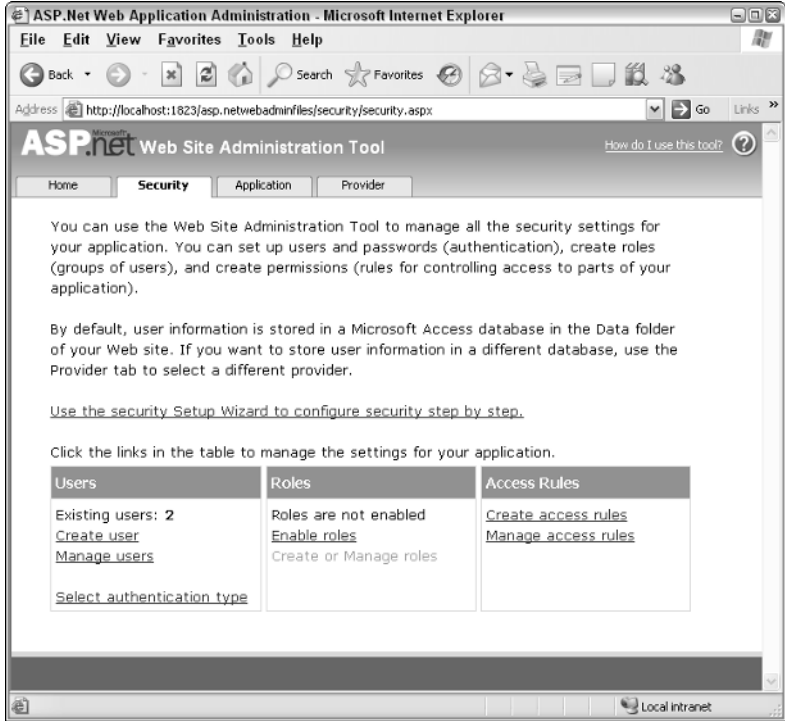 ASP.Net Web Application Administration - Microsoft Internet Explorer
File Edit View Favorites Tools Help
Back Search Favorites
Address http://localhost:1823/asp.netwebadminfiles/security/security.aspx Go Links »
Microsoft
ASP.net Web Site Administration Tool How do I use this tool? ?
Home Security Application Provider
You can use the Web Site Administration Tool to manage all the security settings for
your application. You can set up users and passwords (authentication), create roles
(groups of users), and create permissions (rules for controlling access to parts of your
application).
By default, user information is stored in a Microsoft Access database in the Data folder
of your Web site. If you want to store user information in a different database, use the
Provider tab to select a different provider.
Use the security Setup Wizard to configure security step by step.
Click the links in the table to manage the settings for your application.
Users Roles Access Rules
Existing users: 2 Roles are not enabled Create access rules
Create user Enable roles Manage access rules
Manage users Create or Manage roles
Select authentication type
Local intranet